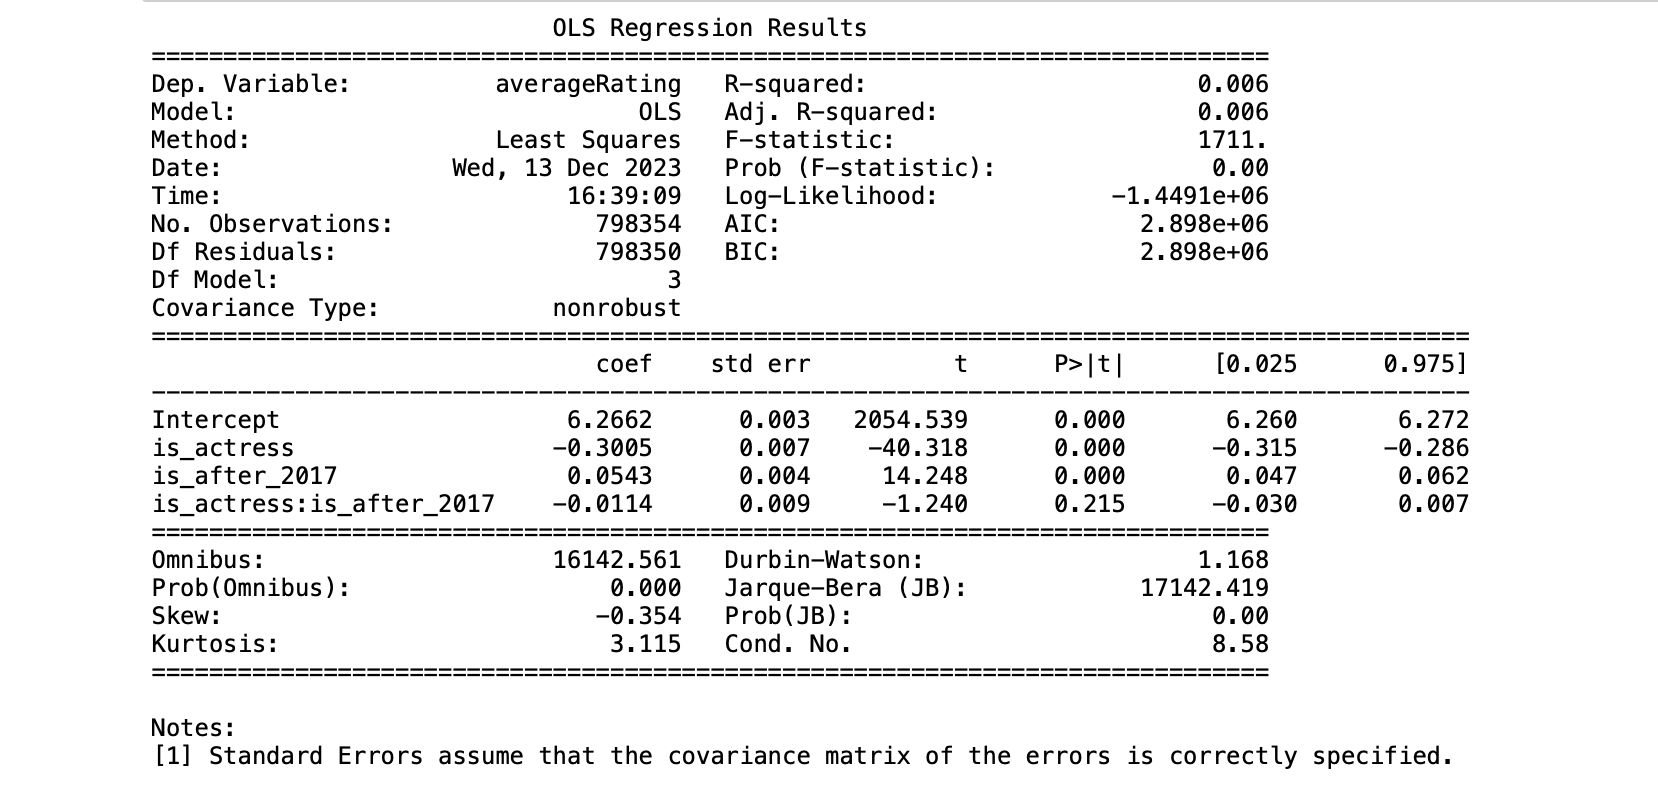 OLS Regression Results
==============================================================================
Dep. Variable:          averageRating   R-squared:                       0.006
Model:                            OLS   Adj. R-squared:                  0.006
Method:                 Least Squares   F-statistic:                     1711.
Date:                Wed, 13 Dec 2023   Prob (F-statistic):               0.00
Time:                        16:39:09   Log-Likelihood:            -1.4491e+06
No. Observations:              798354   AIC:                         2.898e+06
Df Residuals:                  798350   BIC:                         2.898e+06
Df Model:                           3
Covariance Type:            nonrobust
============================================================================================
                               coef    std err          t      P>|t|      [0.025      0.975]
--------------------------------------------------------------------------------------------
Intercept                    6.2662      0.003   2054.539      0.000       6.260       6.272
is_actress                  -0.3005      0.007    -40.318      0.000      -0.315      -0.286
is_after_2017                0.0543      0.004     14.248      0.000       0.047       0.062
is_actress:is_after_2017    -0.0114      0.009     -1.240      0.215      -0.030       0.007
==============================================================================
Omnibus:                    16142.561   Durbin-Watson:                   1.168
Prob(Omnibus):                  0.000   Jarque-Bera (JB):            17142.419
Skew:                          -0.354   Prob(JB):                         0.00
Kurtosis:                       3.115   Cond. No.                         8.58
==============================================================================
Notes:
[1] Standard Errors assume that the covariance matrix of the errors is correctly specified.